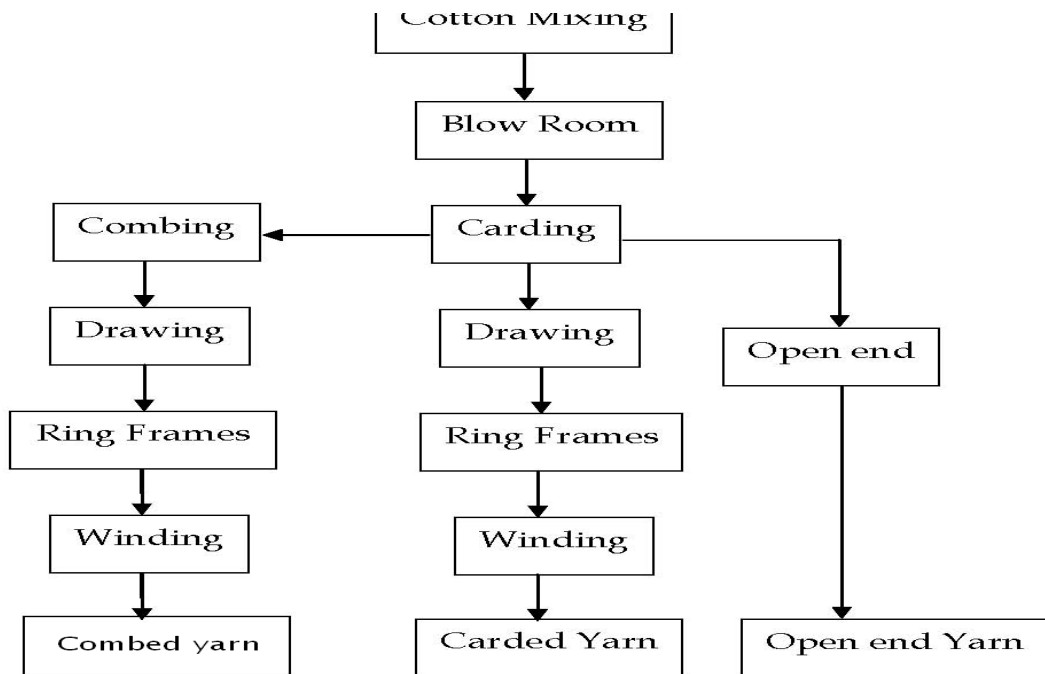 Cotton Mixing
Blow Room
Combing
Carding
Drawing
Drawing
Open end
Ring Frames
Ring Frames
Winding
Winding
Combed yarn
Carded Yarn
Open end Yarn